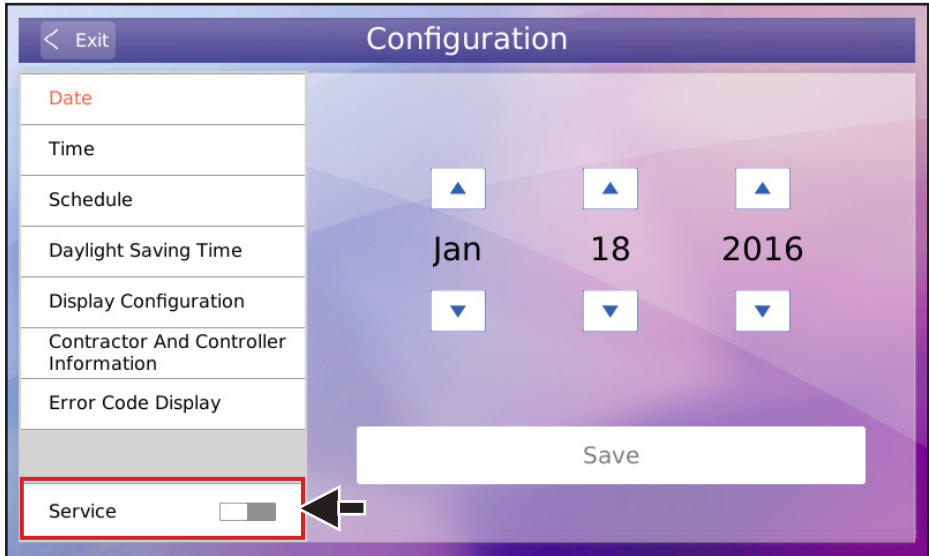 Exit
Configuration
Date
Time
Schedule
Daylight Saving Time
Display Configuration
Contractor And Controller
Information
Error Code Display
Service
Jan 18 2016
Save